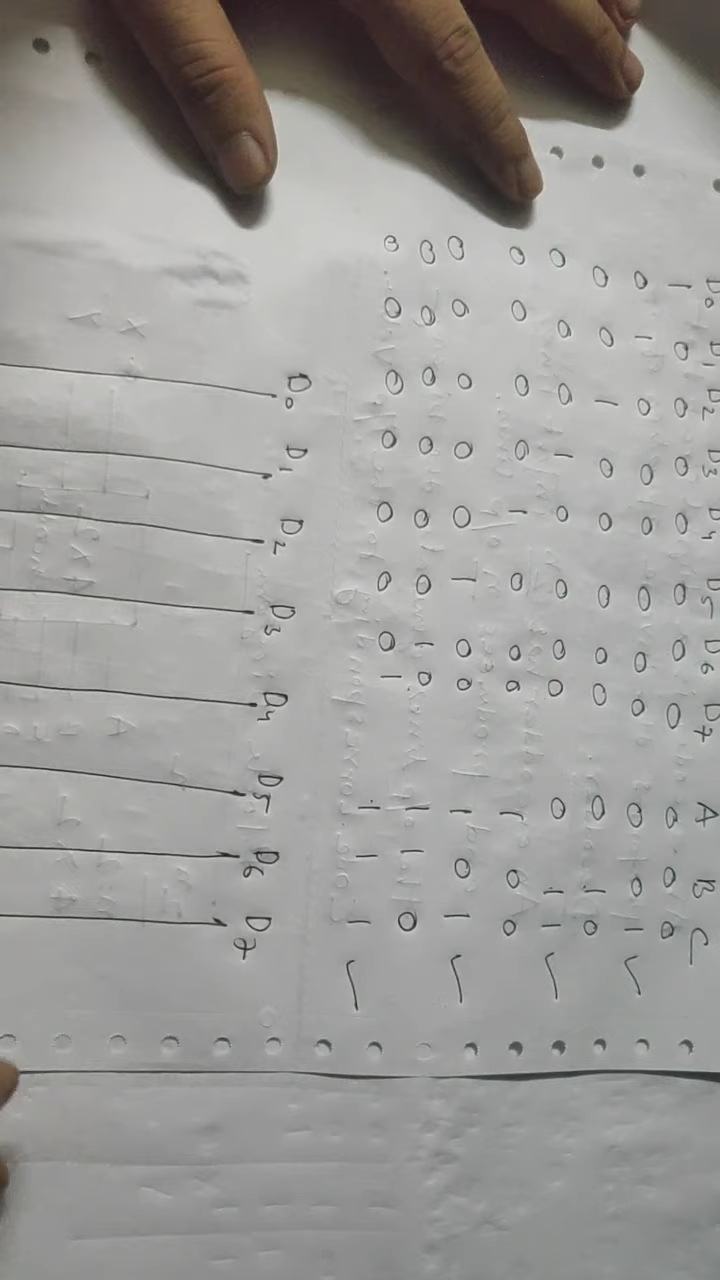 D0 D1 D2 D3 D4 D5 D6 D7 A B C
1 0 0 0 0 0 0 0 0 0 0
0 1 0 0 0 0 0 0 0 0 1 ✓
0 0 1 0 0 0 0 0 0 1 0
0 0 0 1 0 0 0 0 0 1 1 ✓
0 0 0 0 1 0 0 0 1 0 0
0 0 0 0 0 1 0 0 1 0 1 ✓
0 0 0 0 0 0 1 0 1 1 0
0 0 0 0 0 0 0 1 1 1 1 ✓
D0 D1 D2 D3 D4 D5 D6 D7